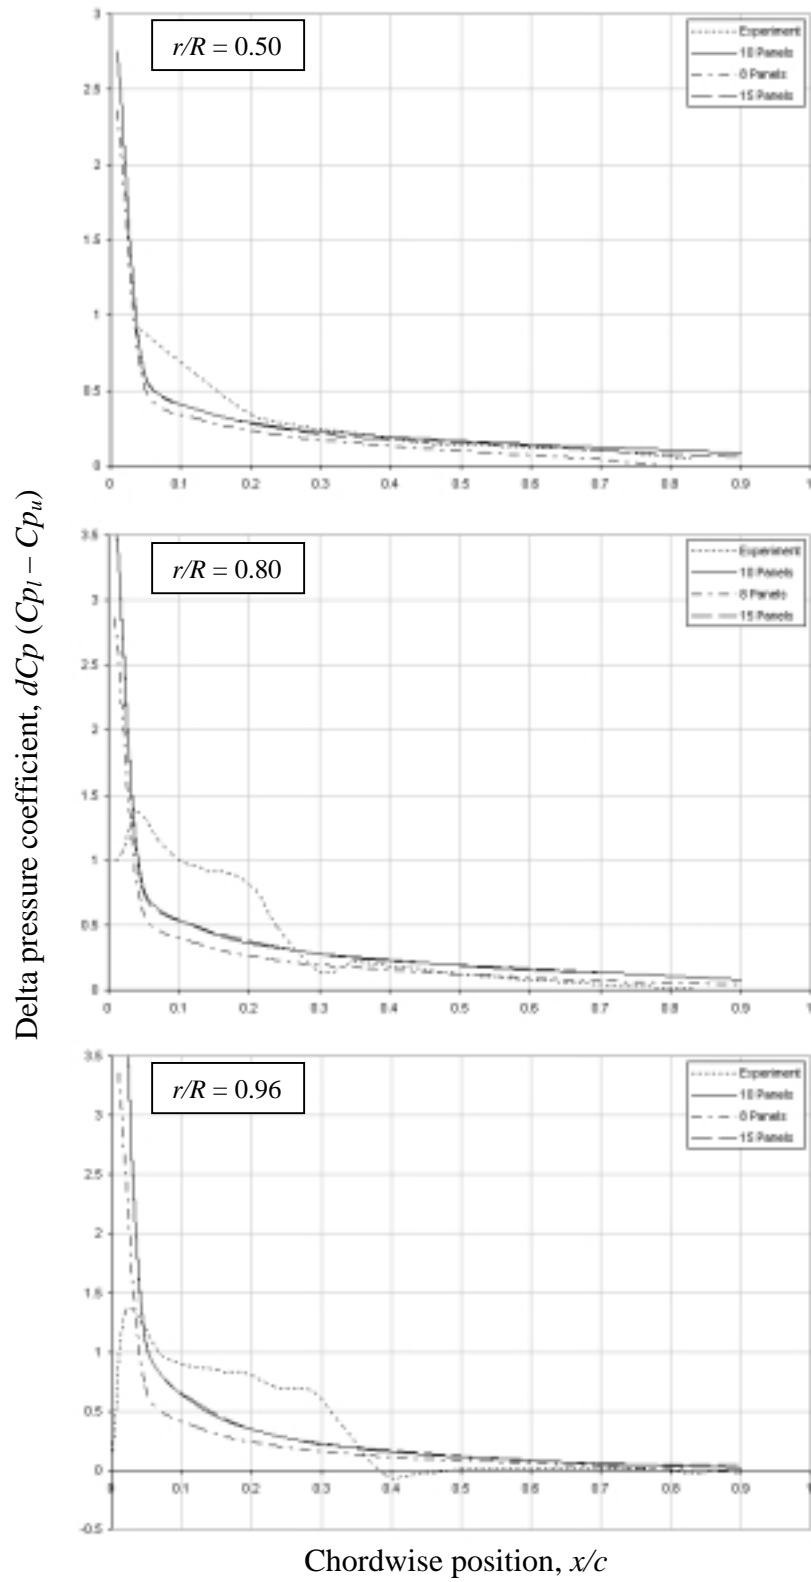 r/R = 0.50
Experiment
10 Panels
8 Panels
15 Panels
3
2.5
2
1.5
1
0.5
0
0 0.1 0.2 0.3 0.4 0.5 0.6 0.7 0.8 0.9 1
r/R = 0.80
Experiment
10 Panels
8 Panels
15 Panels
3.5
3
2.5
2
1.5
1
0.5
0
0 0.1 0.2 0.3 0.4 0.5 0.6 0.7 0.8 0.9 1
Delta pressure coefficient, dCp (Cpl – Cpu)
r/R = 0.96
Experiment
10 Panels
8 Panels
15 Panels
3.5
3
2.5
2
1.5
1
0.5
0
-0.5
0 0.1 0.2 0.3 0.4 0.5 0.6 0.7 0.8 0.9 1
Chordwise position, x/c